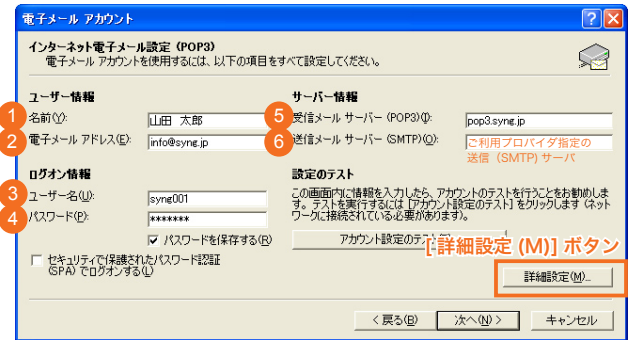 電子メール アカウント
インターネット電子メール設定 (POP3)
電子メール アカウントを使用するには、以下の項目をすべて設定してください。
ユーザー情報
1 名前(Y): 山田 太郎
2 電子メール アドレス(E): info@syne.jp
ログオン情報
3 ユーザー名(U): syne001
4 パスワード(P): *******
パスワードを保存する(R)
セキュリティで保護されたパスワード認証
(SPA) でログオンする(L)
サーバー情報
5 受信メール サーバー (POP3)(I): pop3.syne.jp
6 送信メール サーバー (SMTP)(O): ご利用プロバイダ指定の
送信 (SMTP) サーバ
設定のテスト
この画面内に情報を入力したら、アカウントのテストを行うことをお勧めしま
す。テストを実行するには [アカウント設定のテスト] をクリックします (ネット
ワークに接続されている必要があります)。
アカウント設定のテ
[ 詳細設定 (M)] ボタン
詳細設定(M)...
< 戻る(B)
次へ(N) >
キャンセル